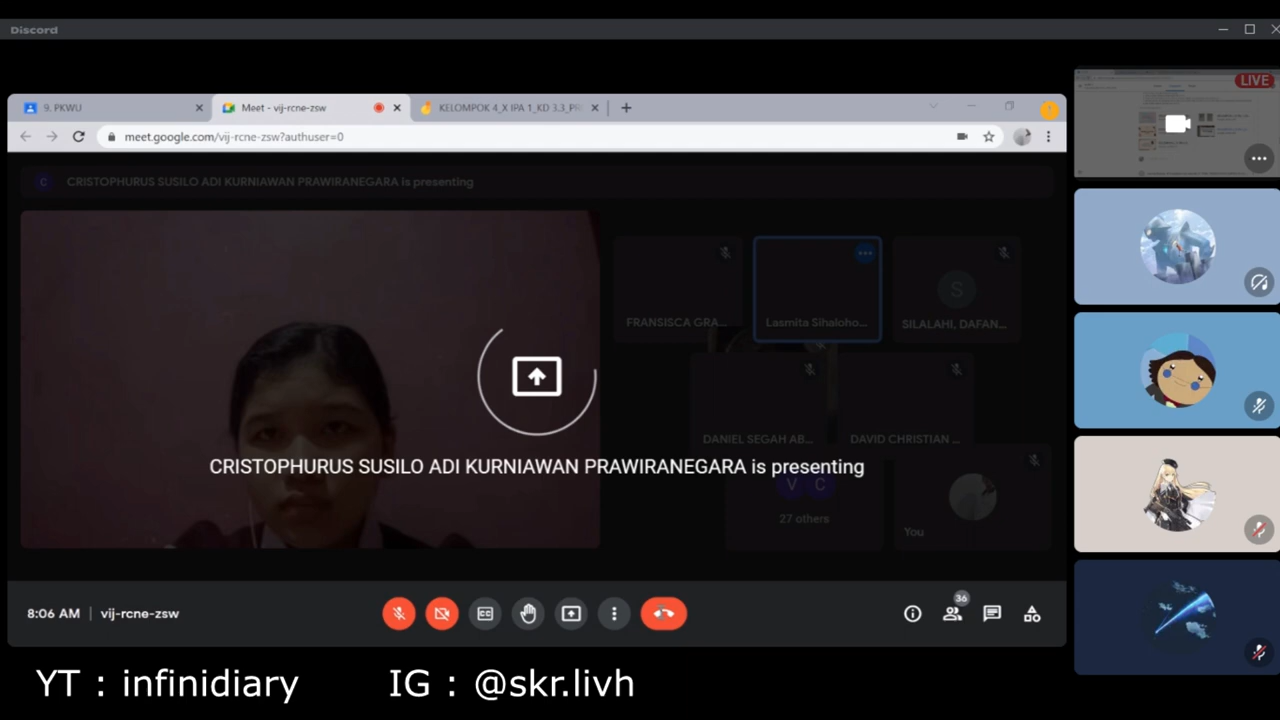 Discord
LIVE
9. PKWU
Meet - vij-rcne-zsw
KELOMPOK 4_X IPA 1_KD 3.3_PR
meet.google.com/vij-rcne-zsw?authuser=0
C CRISTOPHURUS SUSILO ADI KURNIAWAN PRAWIRANEGARA is presenting
FRANSISCA GRA...
Lasmita Sihaloho...
S
SILALAHI, DAFAN...
DANIEL SEGAH AB...
DAVID CHRISTIAN ...
CRISTOPHURUS SUSILO ADI KURNIAWAN PRAWIRANEGARA is presenting
V C
27 others
You
8:06 AM | vij-rcne-zsw
CC
36
YT : infinidiary IG : @skr.livh